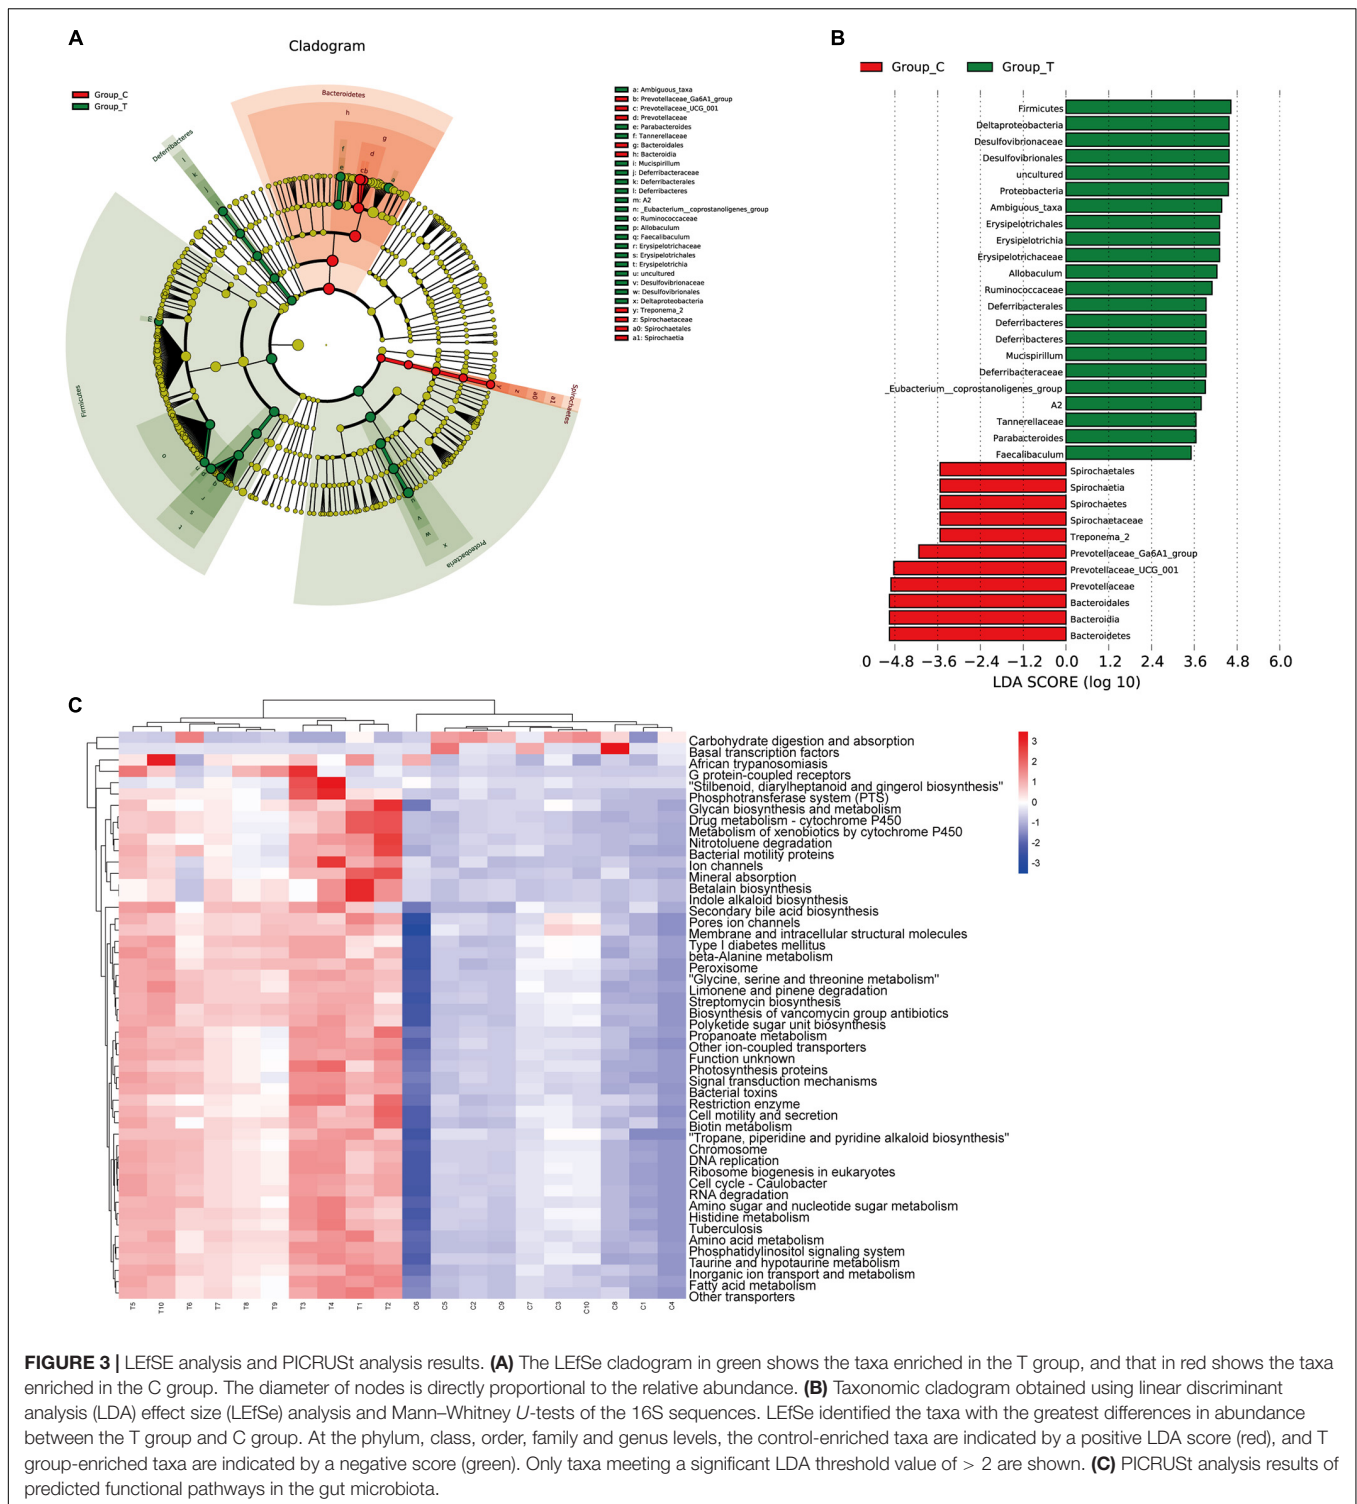 A
Cladogram
Group_C
Group_T
Bacteroidetes
h
g
f
d
e
cb
a
Deferribacteres
l
k
j
i
m
Firmicutes
o
n
q
p
r
s
t
u
v
w
x
Proteobacteria
y
z
a0
a1
Spirochaetes
a: Ambiguous_taxa
b: Prevotellaceae_Ga6A1_group
c: Prevotellaceae_UCG_001
d: Prevotellaceae
e: Parabacteroides
f: Tannerellaceae
g: Bacteroidales
h: Bacteroidia
i: Mucispirillum
j: Deferribacteraceae
k: Deferribacterales
l: Deferribacteres
m: A2
n: _Eubacterium__coprostanoligenes_group
o: Ruminococcaceae
p: Allobaculum
q: Faecalibaculum
r: Erysipelotrichaceae
s: Erysipelotrichales
t: Erysipelotrichia
u: uncultured
v: Desulfovibrionaceae
w: Desulfovibrionales
x: Deltaproteobacteria
y: Treponema_2
z: Spirochaetaceae
a0: Spirochaetales
a1: Spirochaetia
B
Group_C Group_T
Firmicutes
Deltaproteobacteria
Desulfovibrionaceae
Desulfovibrionales
uncultured
Proteobacteria
Ambiguous_taxa
Erysipelotrichales
Erysipelotrichia
Erysipelotrichaceae
Allobaculum
Ruminococcaceae
Deferribacterales
Deferribacteres
Deferribacteres
Mucispirillum
Deferribacteraceae
_Eubacterium__coprostanoligenes_group
A2
Tannerellaceae
Parabacteroides
Faecalibaculum
Spirochaetales
Spirochaetia
Spirochaetes
Spirochaetaceae
Treponema_2
Prevotellaceae_Ga6A1_group
Prevotellaceae_UCG_001
Prevotellaceae
Bacteroidales
Bacteroidia
Bacteroidetes
0 −4.8 −3.6 −2.4 −1.2 0.0 1.2 2.4 3.6 4.8 6.0
LDA SCORE (log 10)
C
Carbohydrate digestion and absorption
Basal transcription factors
African trypanosomiasis
G protein-coupled receptors
"Stilbenoid, diarylheptanoid and gingerol biosynthesis"
Phosphotransferase system (PTS)
Glycan biosynthesis and metabolism
Drug metabolism - cytochrome P450
Metabolism of xenobiotics by cytochrome P450
Nitrotoluene degradation
Bacterial motility proteins
Ion channels
Mineral absorption
Betalain biosynthesis
Indole alkaloid biosynthesis
Secondary bile acid biosynthesis
Pores ion channels
Membrane and intracellular structural molecules
Type I diabetes mellitus
beta-Alanine metabolism
Peroxisome
"Glycine, serine and threonine metabolism"
Limonene and pinene degradation
Streptomycin biosynthesis
Biosynthesis of vancomycin group antibiotics
Polyketide sugar unit biosynthesis
Propanoate metabolism
Other ion-coupled transporters
Function unknown
Photosynthesis proteins
Signal transduction mechanisms
Bacterial toxins
Restriction enzyme
Cell motility and secretion
Biotin metabolism
"Tropane, piperidine and pyridine alkaloid biosynthesis"
Chromosome
DNA replication
Ribosome biogenesis in eukaryotes
Cell cycle - Caulobacter
RNA degradation
Amino sugar and nucleotide sugar metabolism
Histidine metabolism
Tuberculosis
Amino acid metabolism
Phosphatidylinositol signaling system
Taurine and hypotaurine metabolism
Inorganic ion transport and metabolism
Fatty acid metabolism
Other transporters
T5 T10 T6 T7 T8 T9 T3 T4 T1 T2 C6 C5 C2 C9 C7 C3 C10 C8 C1 C4
3
2
1
0
-1
-2
-3
FIGURE 3 | LEfSE analysis and PICRUSt analysis results. (A) The LEfSe cladogram in green shows the taxa enriched in the T group, and that in red shows the taxa
enriched in the C group. The diameter of nodes is directly proportional to the relative abundance. (B) Taxonomic cladogram obtained using linear discriminant
analysis (LDA) effect size (LEfSe) analysis and Mann–Whitney U-tests of the 16S sequences. LEfSe identified the taxa with the greatest differences in abundance
between the T group and C group. At the phylum, class, order, family and genus levels, the control-enriched taxa are indicated by a positive LDA score (red), and T
group-enriched taxa are indicated by a negative score (green). Only taxa meeting a significant LDA threshold value of > 2 are shown. (C) PICRUSt analysis results of
predicted functional pathways in the gut microbiota.